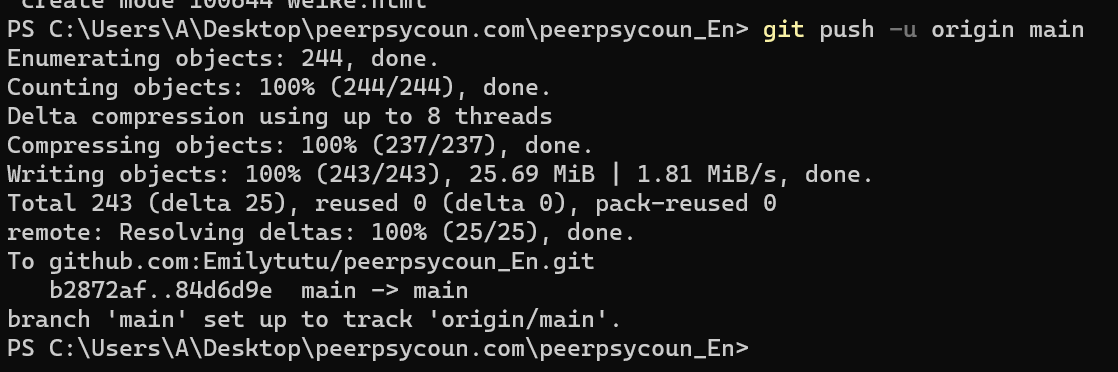 create mode 100644 weike.html
PS C:\Users\A\Desktop\peerpsycoun.com\peerpsycoun_En> git push -u origin main
Enumerating objects: 244, done.
Counting objects: 100% (244/244), done.
Delta compression using up to 8 threads
Compressing objects: 100% (237/237), done.
Writing objects: 100% (243/243), 25.69 MiB | 1.81 MiB/s, done.
Total 243 (delta 25), reused 0 (delta 0), pack-reused 0
remote: Resolving deltas: 100% (25/25), done.
To github.com:Emilytutu/peerpsycoun_En.git
   b2872af..84d6d9e  main -> main
branch 'main' set up to track 'origin/main'.
PS C:\Users\A\Desktop\peerpsycoun.com\peerpsycoun_En>